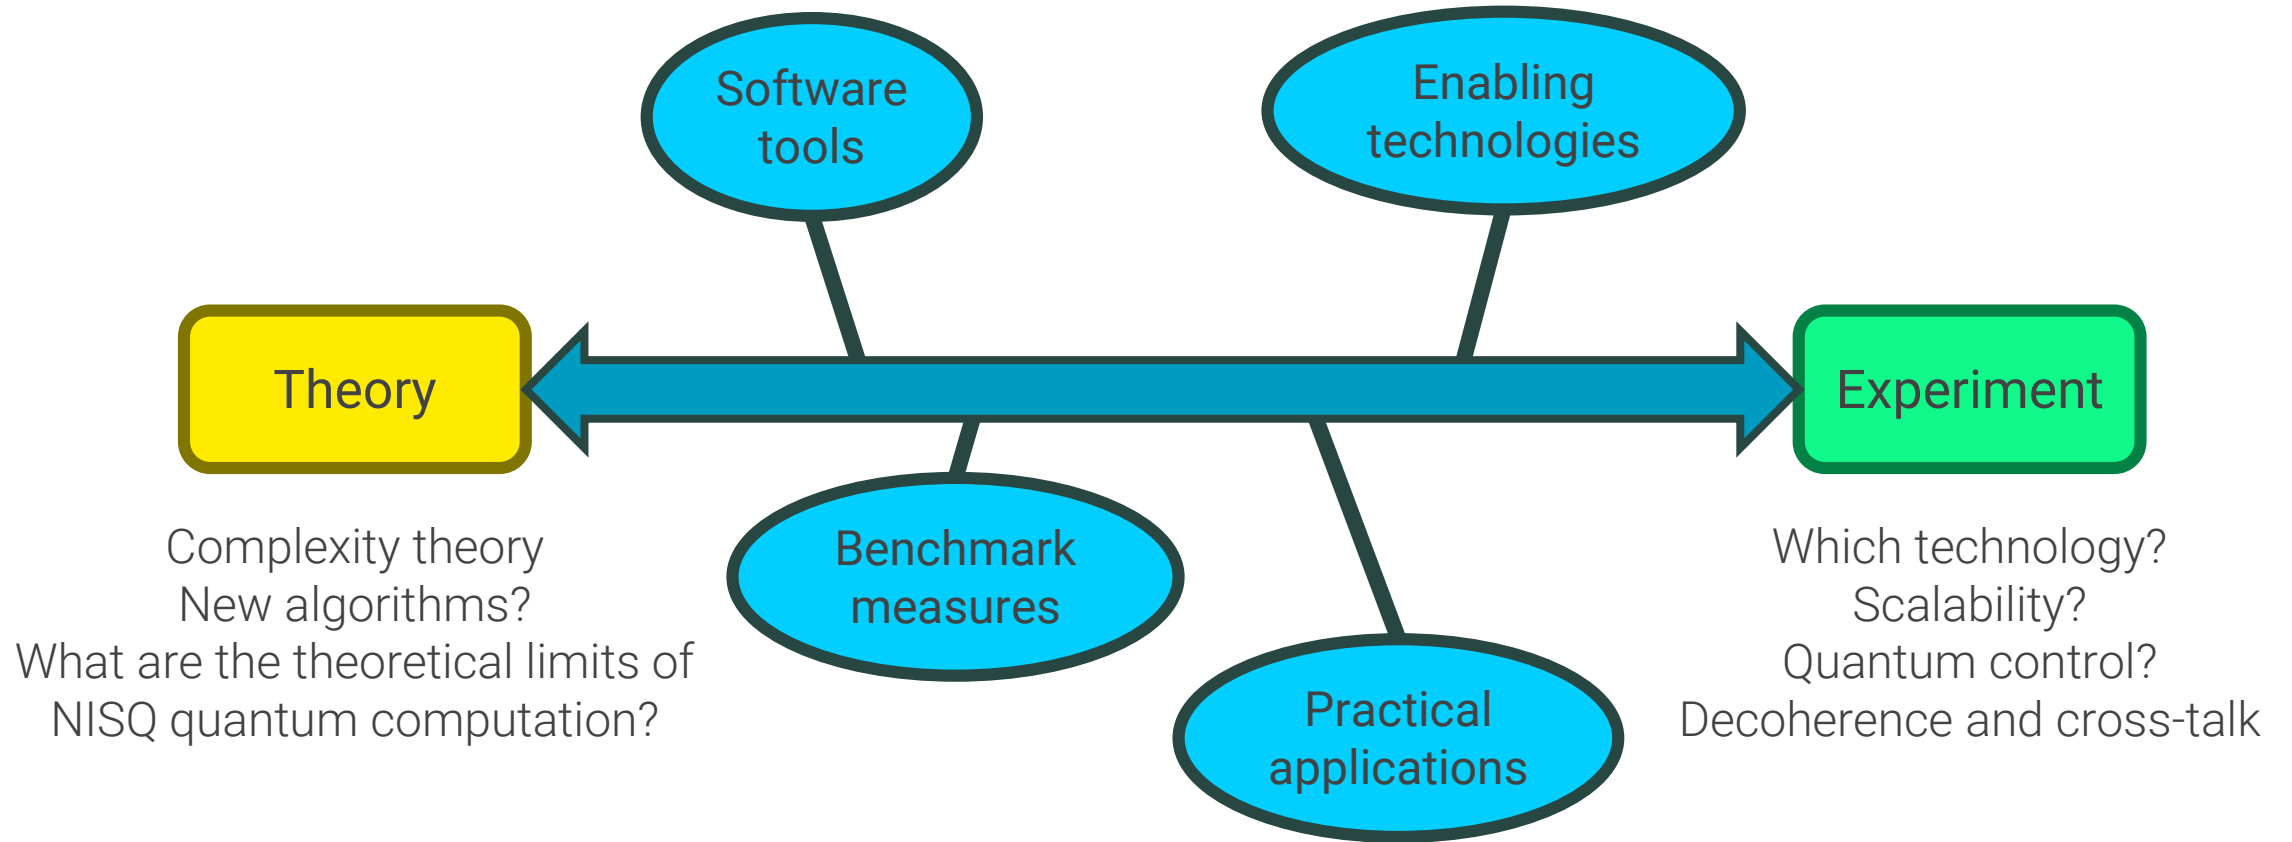 Software
tools
Enabling
technologies
Theory
Experiment
Complexity theory
New algorithms?
What are the theoretical limits of
NISQ quantum computation?
Benchmark
measures
Practical
applications
Which technology?
Scalability?
Quantum control?
Decoherence and cross-talk